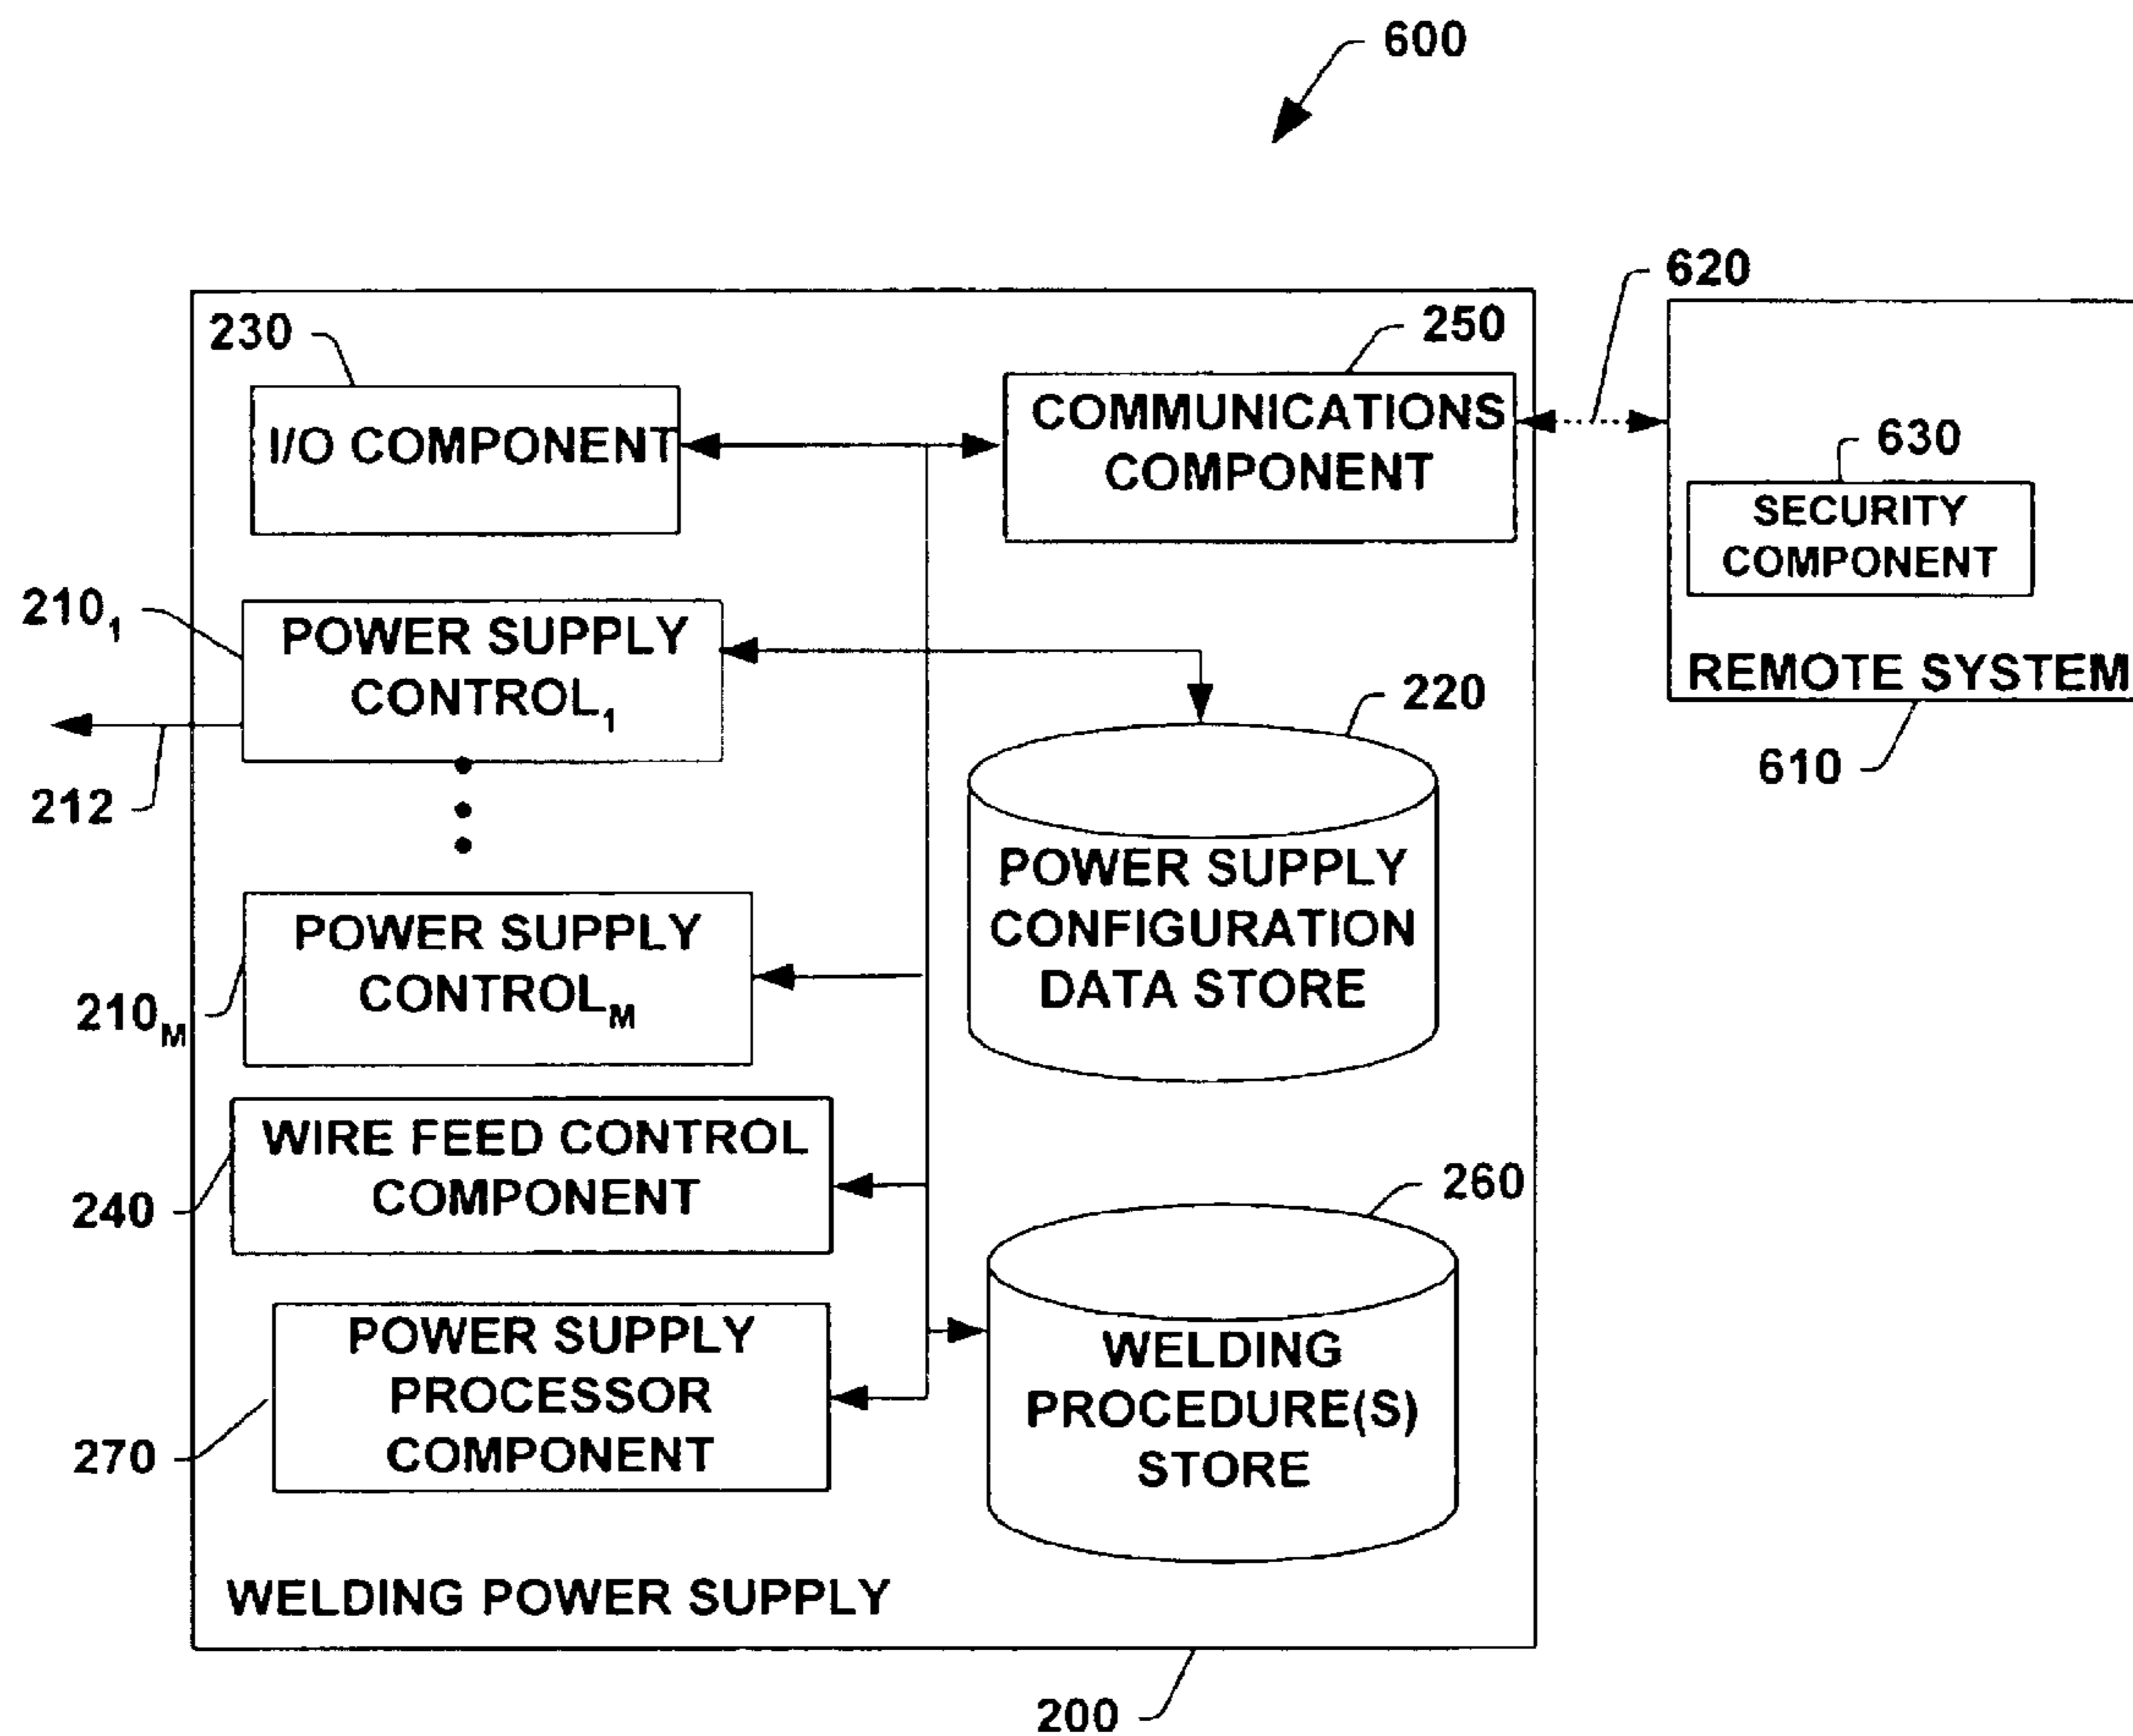 600
620
230
250
I/O COMPONENT
COMMUNICATIONS
COMPONENT
630
SECURITY
COMPONENT
REMOTE SYSTEM
610
210₁
POWER SUPPLY
CONTROL₁
212
220
POWER SUPPLY
CONFIGURATION
DATA STORE
POWER SUPPLY
CONTROL_M
210_M
WIRE FEED CONTROL
COMPONENT
240
260
POWER SUPPLY
PROCESSOR
COMPONENT
270
WELDING
PROCEDURE(S)
STORE
WELDING POWER SUPPLY
200